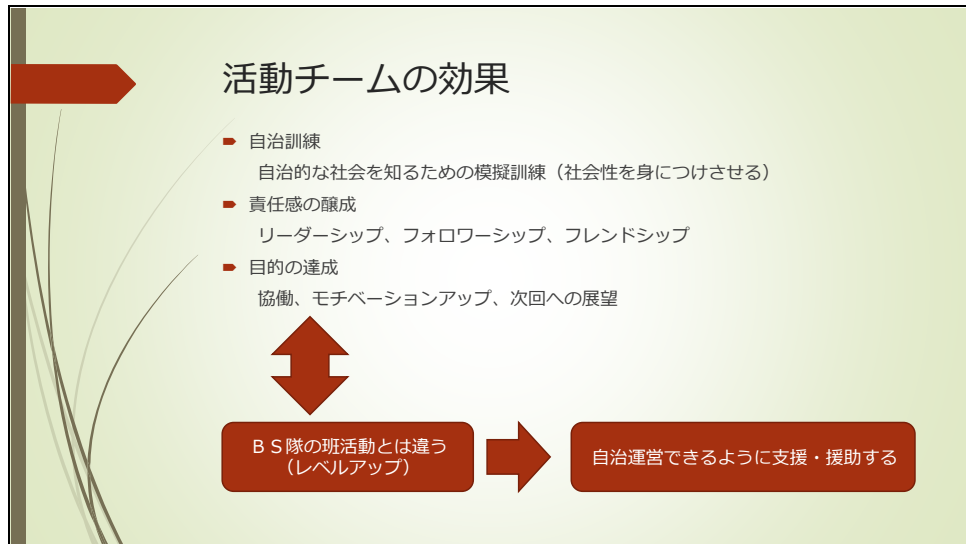 活動チームの効果
自治訓練
自治的な社会を知るための模擬訓練（社会性を身につけさせる）
責任感の醸成
リーダーシップ、フォロワーシップ、フレンドシップ
目的の達成
協働、モチベーションアップ、次回への展望
ＢＳ隊の班活動とは違う
（レベルアップ）
自治運営できるように支援・援助する